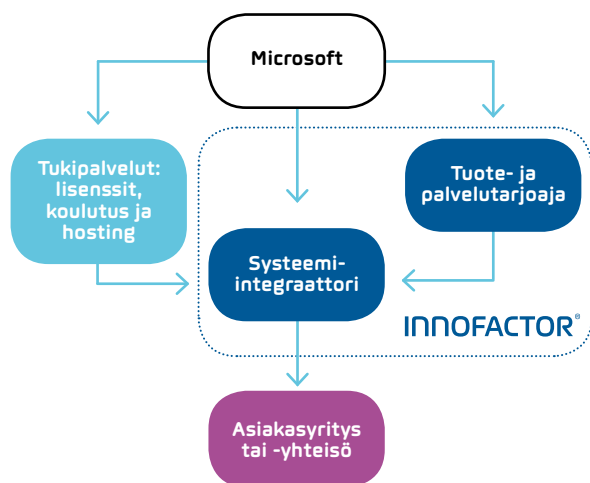 Microsoft
Tukipalvelut:
lisenssit,
koulutus ja
hosting
Tuote- ja
palvelutarjoaja
Systeemi-
integraattori
INNOFACTOR®
Asiakasyritys
tai -yhteisö